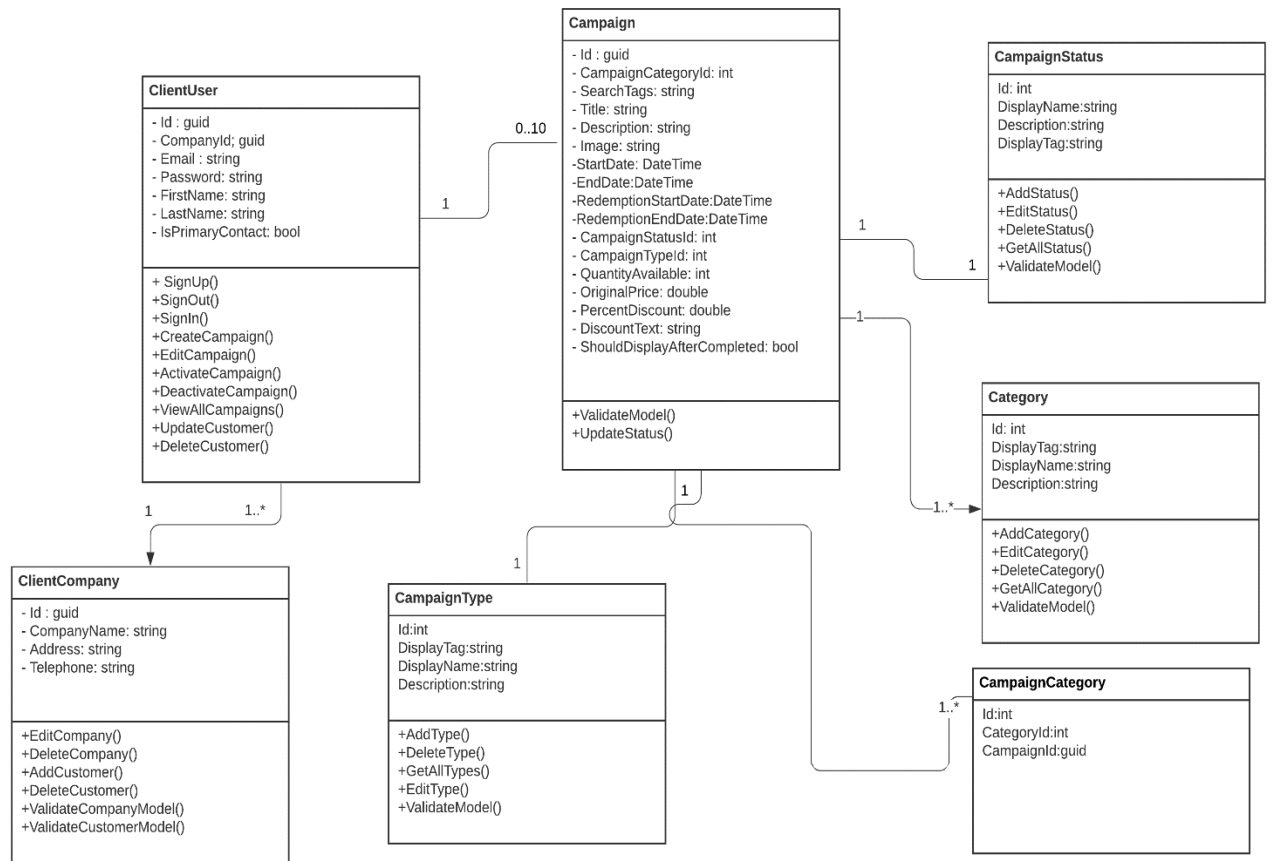 Campaign
- Id : guid
- CampaignCategoryId: int
- SearchTags: string
- Title: string
- Description: string
- Image: string
-StartDate: DateTime
-EndDate:DateTime
-RedemptionStartDate:DateTime
-RedemptionEndDate:DateTime
- CampaignStatusId: int
- CampaignTypeId: int
- QuantityAvailable: int
- OriginalPrice: double
- PercentDiscount: double
- DiscountText: string
- ShouldDisplayAfterCompleted: bool
+ValidateModel()
+UpdateStatus()
CampaignStatus
Id: int
DisplayName:string
Description:string
DisplayTag:string
+AddStatus()
+EditStatus()
+DeleteStatus()
+GetAllStatus()
+ValidateModel()
ClientUser
- Id : guid
- CompanyId; guid
- Email : string
- Password: string
- FirstName: string
- LastName: string
- IsPrimaryContact: bool
+ SignUp()
+SignOut()
+SignIn()
+CreateCampaign()
+EditCampaign()
+ActivateCampaign()
+DeactivateCampaign()
+ViewAllCampaigns()
+UpdateCustomer()
+DeleteCustomer()
0..10
1
1
1
1
1..*
Category
Id: int
DisplayTag:string
DisplayName:string
Description:string
+AddCategory()
+EditCategory()
+DeleteCategory()
+GetAllCategory()
+ValidateModel()
1
1..*
1
1
ClientCompany
- Id : guid
- CompanyName: string
- Address: string
- Telephone: string
+EditCompany()
+DeleteCompany()
+AddCustomer()
+DeleteCustomer()
+ValidateCompanyModel()
+ValidateCustomerModel()
CampaignType
Id:int
DisplayTag:string
DisplayName:string
Description:string
+AddType()
+DeleteType()
+GetAllTypes()
+EditType()
+ValidateModel()
1..*
CampaignCategory
Id:int
CategoryId:int
CampaignId:guid